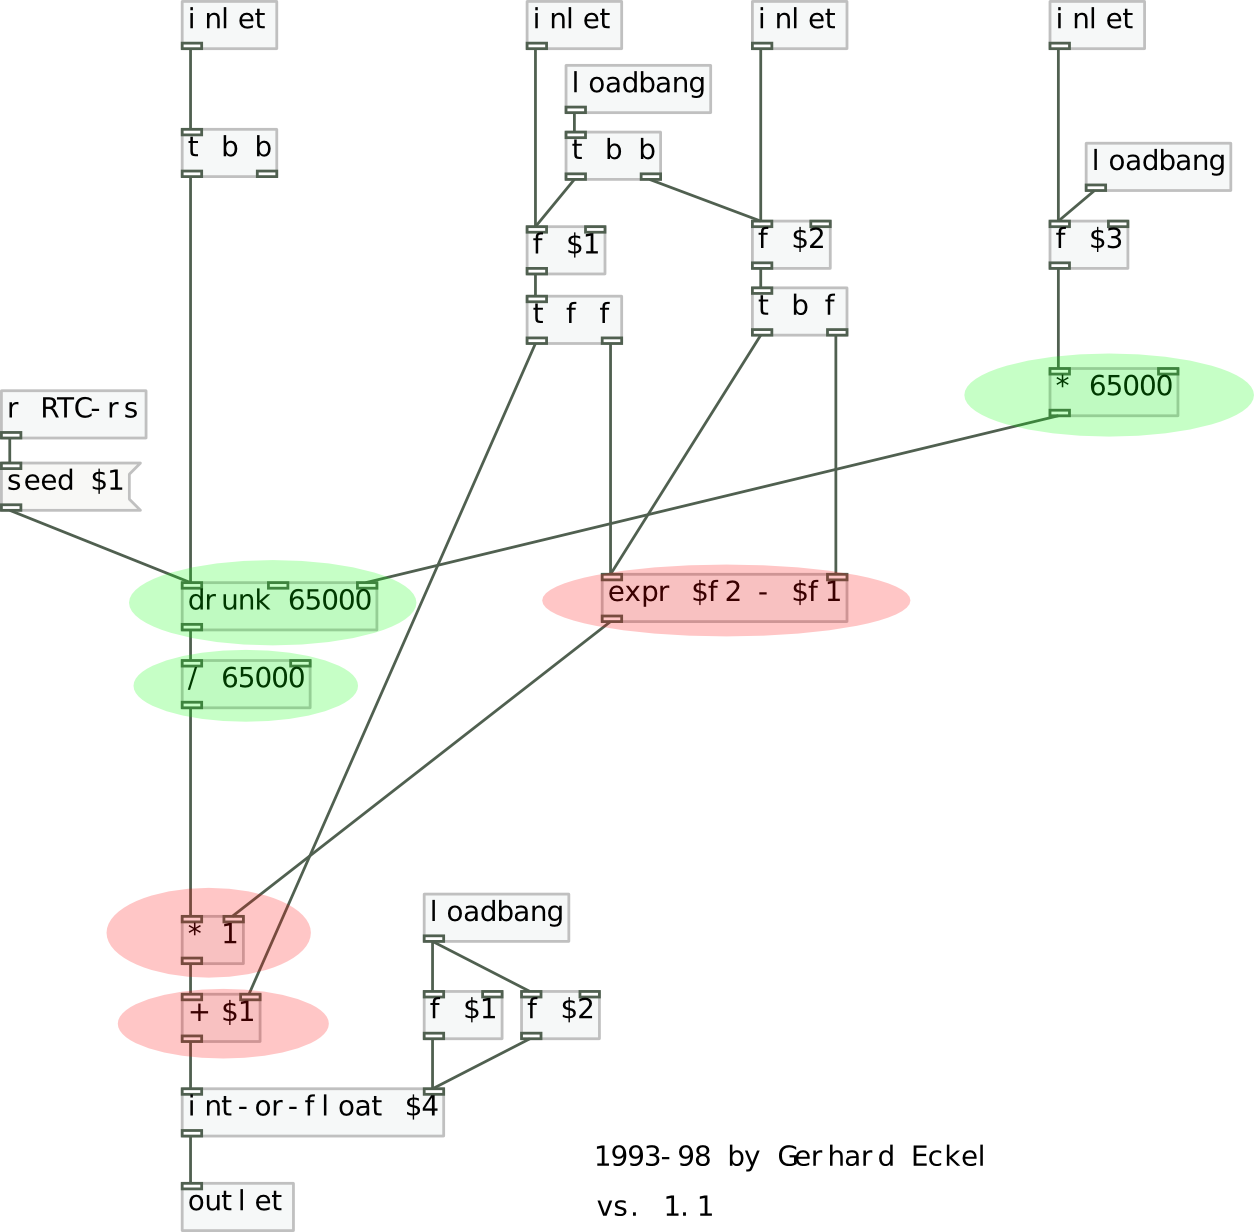 inlet
inlet
inlet
inlet
loadbang
t b b
t b b
loadbang
f $1
f $2
f $3
t f f
t b f
* 65000
r RTC-rs
seed $1
drunk 65000
expr $f2 - $f1
/ 65000
* 1
loadbang
+ $1
f $1
f $2
int-or-float $4
1993-98 by Gerhard Eckel
outlet
vs. 1.1